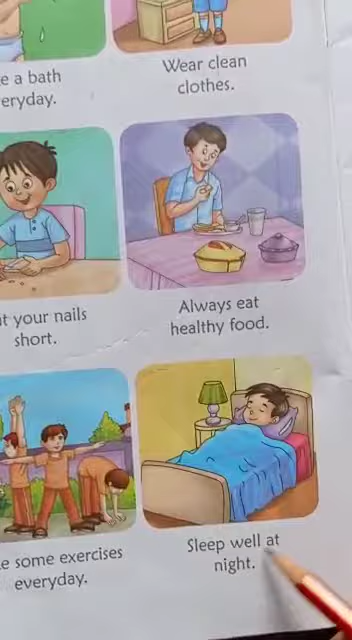 e a bath
eryday.
Wear clean
clothes.
t your nails
short.
Always eat
healthy food.
e some exercises
everyday.
Sleep well at
night.